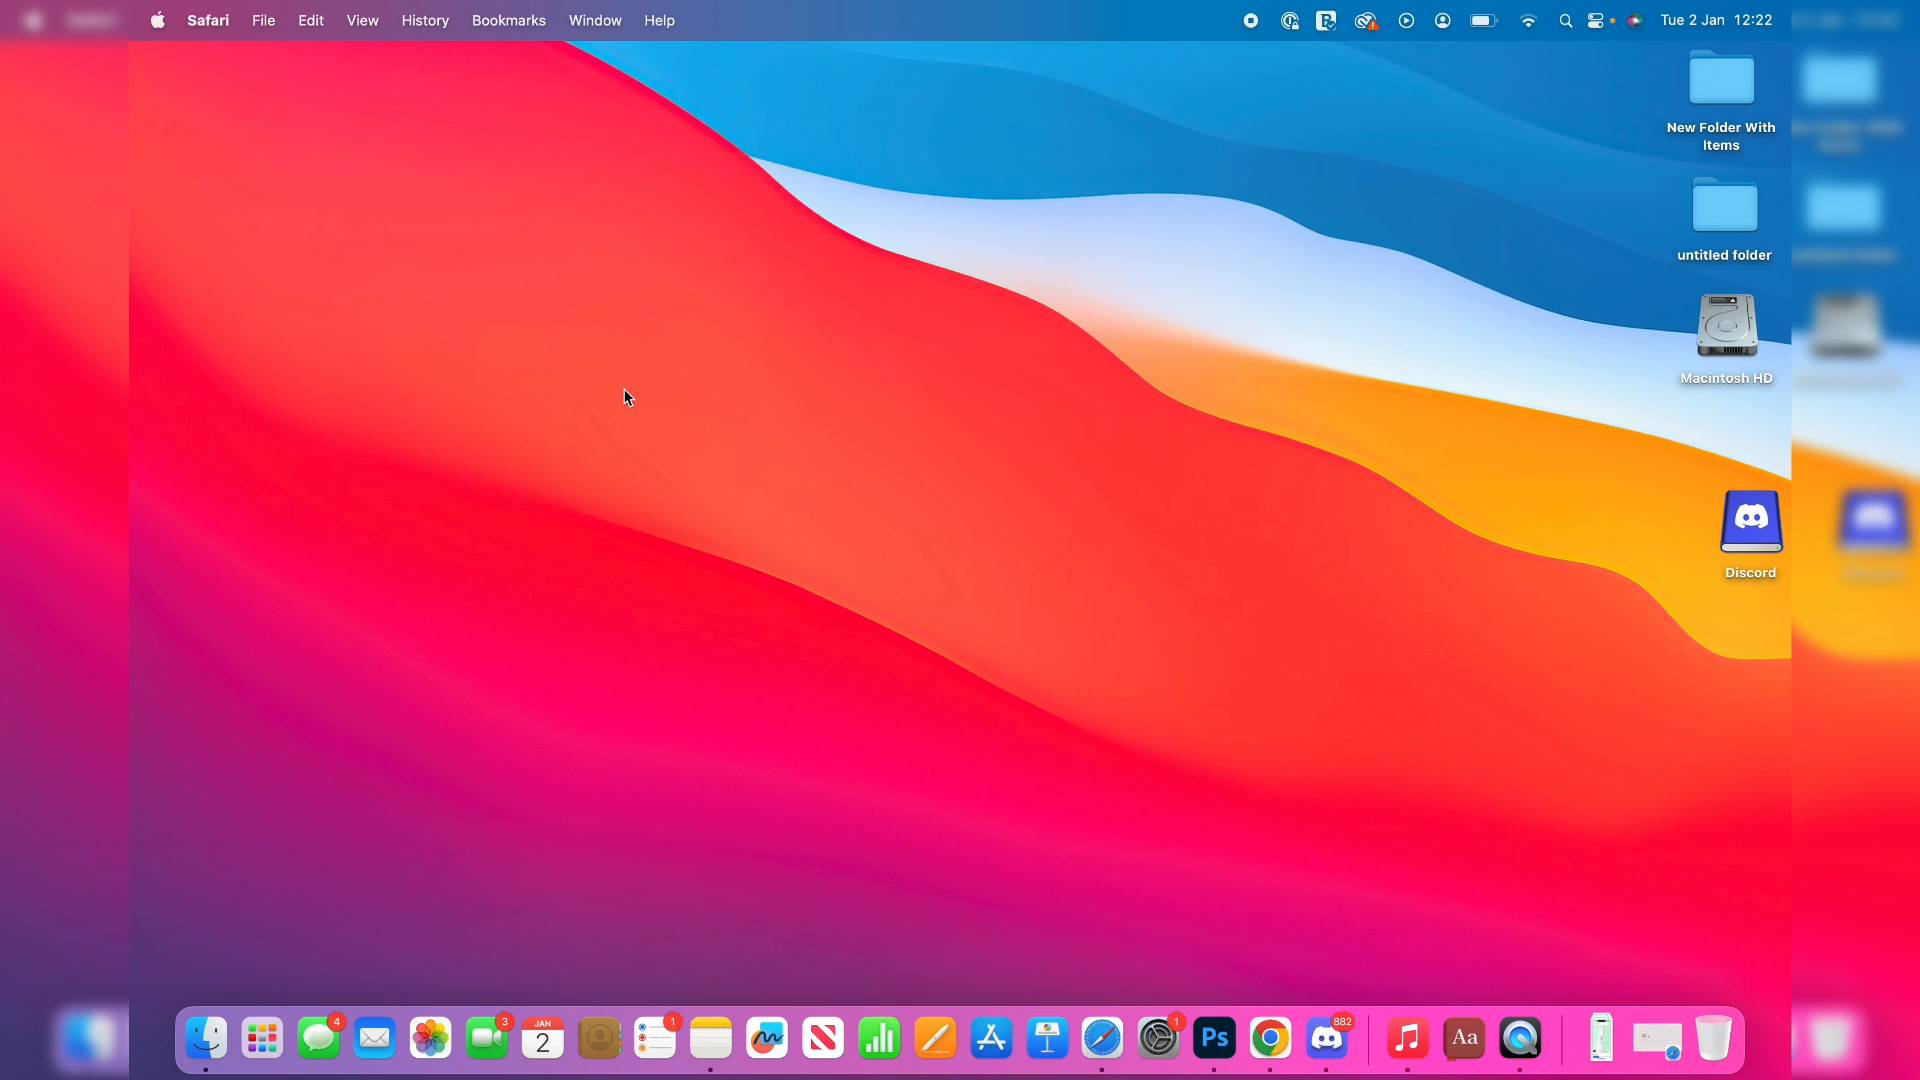 Safari File Edit View History Bookmarks Window Help Tue 2 Jan 12:22
New Folder With
Items
untitled folder
Macintosh HD
Discord
4
3
JAN
2
1
1
Ps
882
Aa